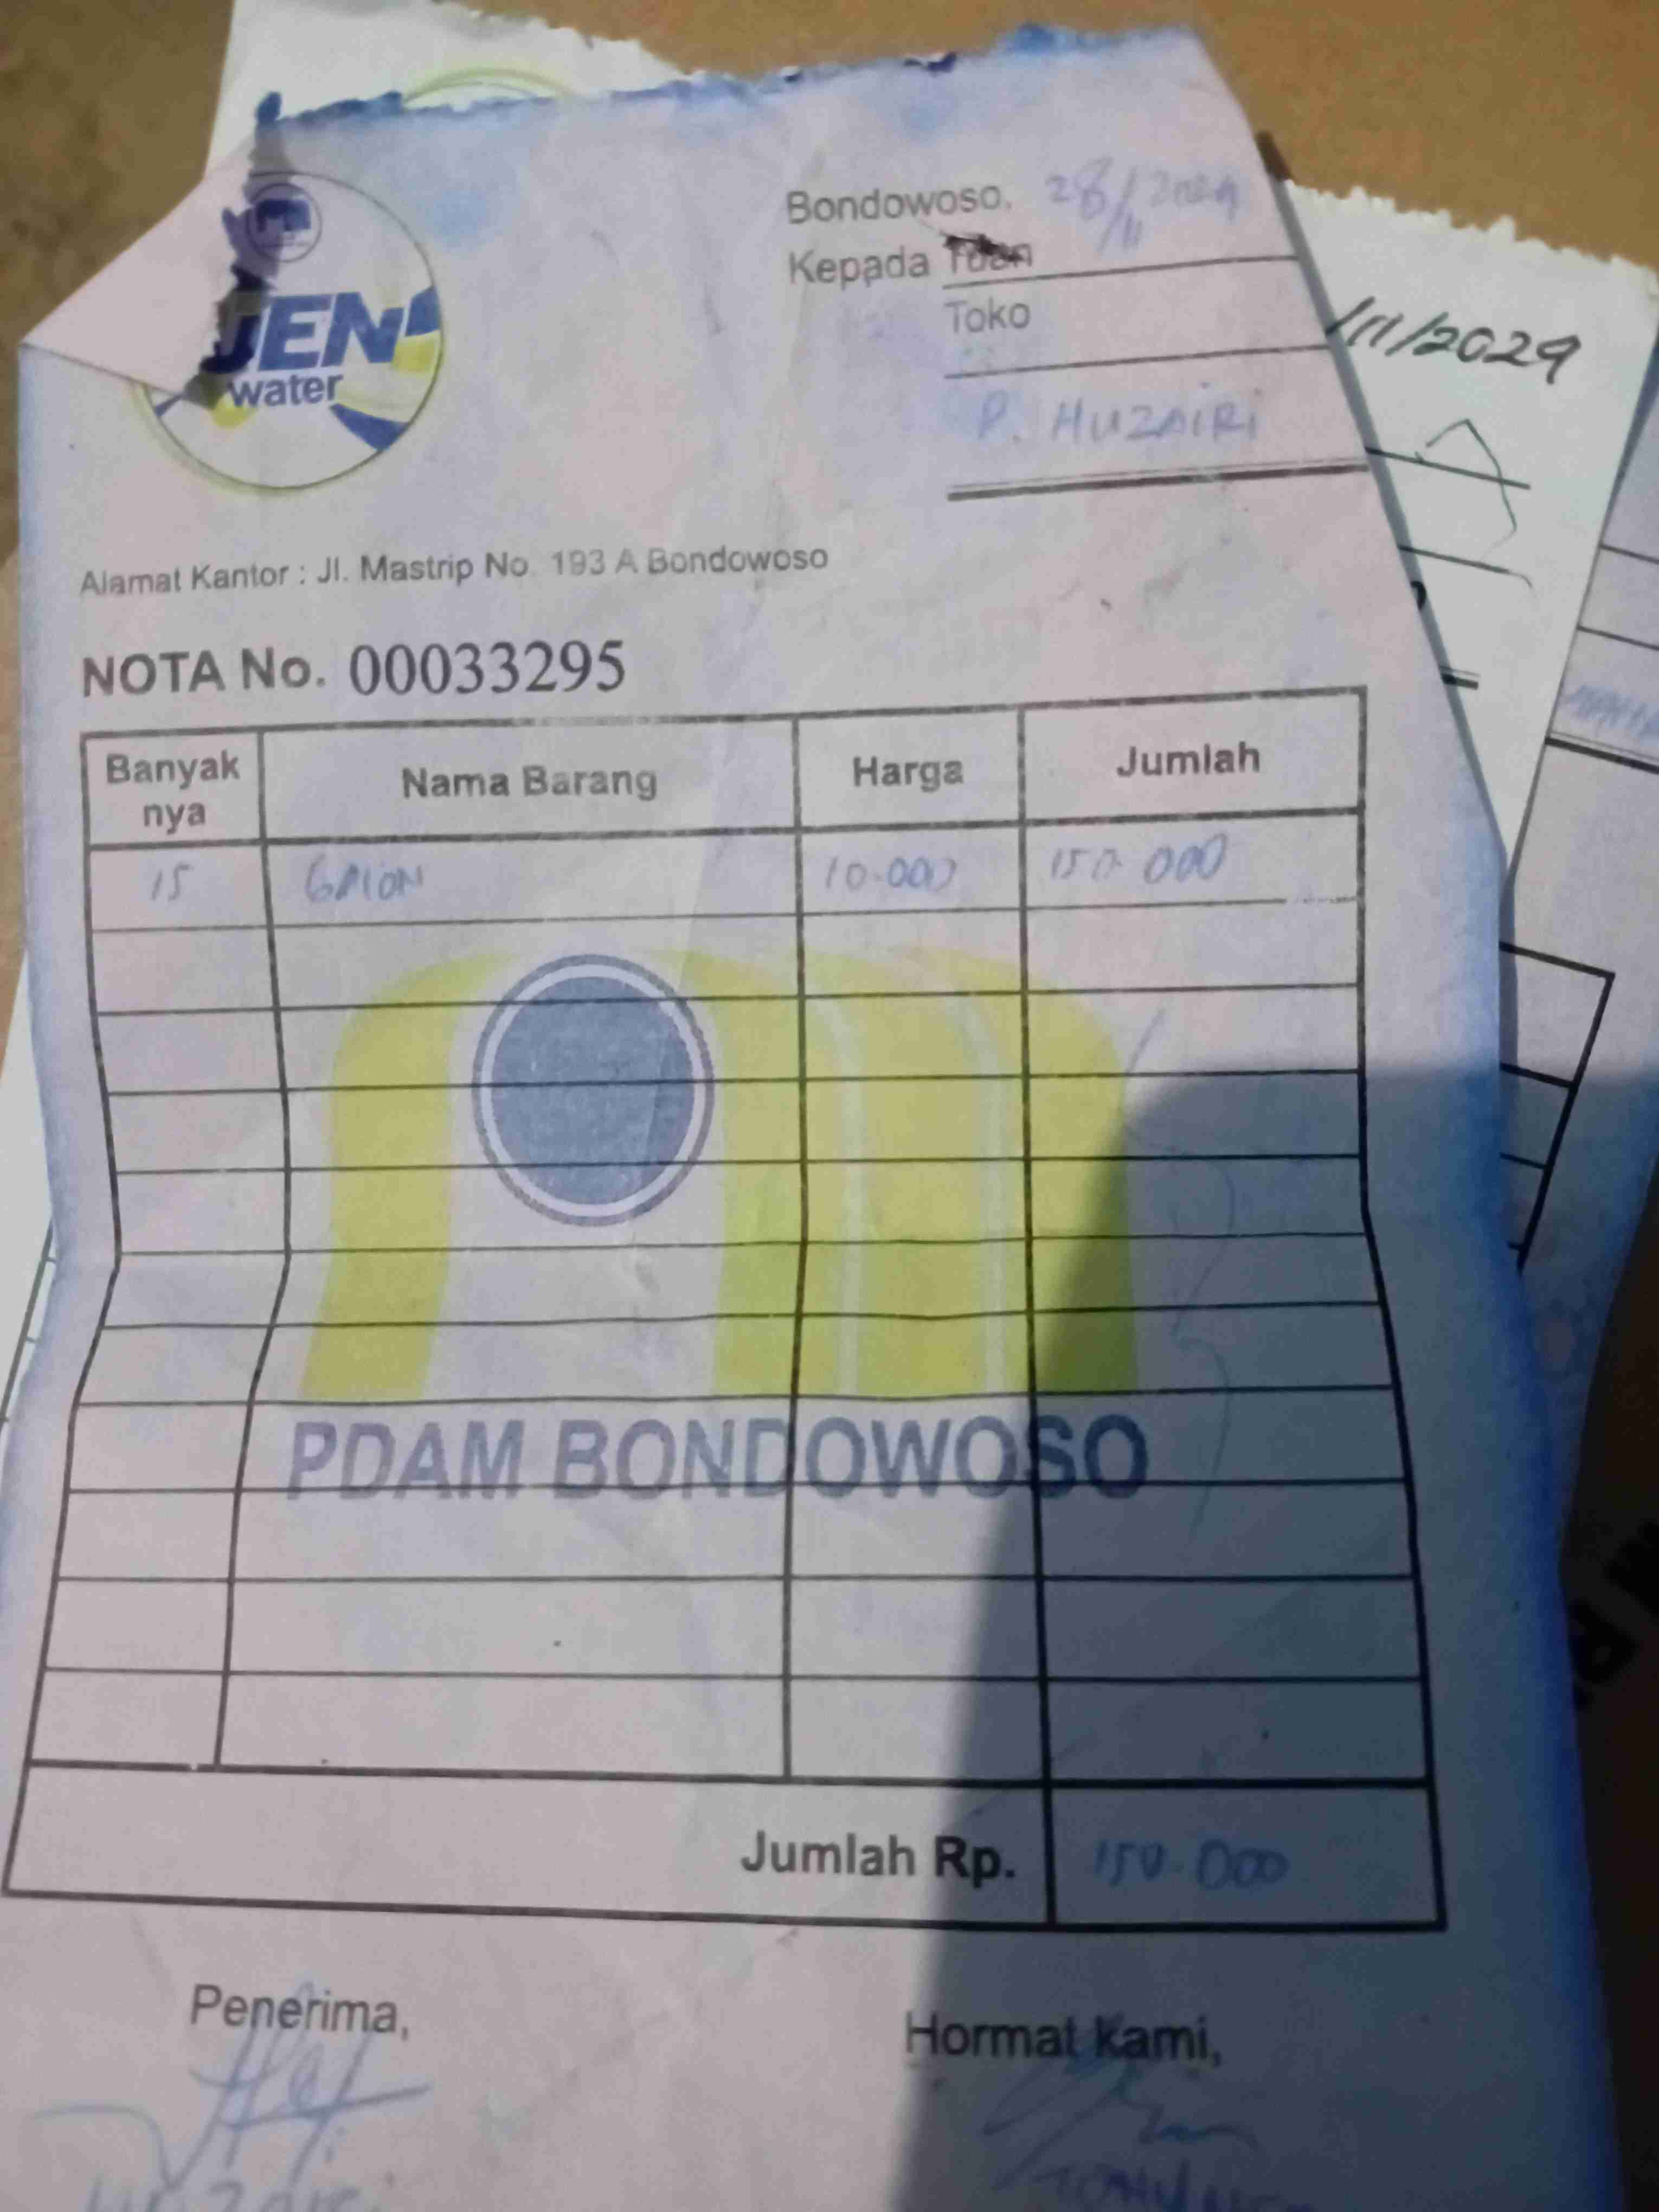 JEN
water
Bondowoso, 28/11 2024
Kepada Tuan
Toko
P. HUZAIRI
/11/2024
Alamat Kantor : Jl. Mastrip No. 193 A Bondowoso
NOTA No. 00033295
Banyak nya Nama Barang Harga Jumlah
15 GALON 10.000 150.000
PDAM BONDOWOSO
Jumlah Rp. 150.000
Penerima, Hormat kami,
HUZAIRI